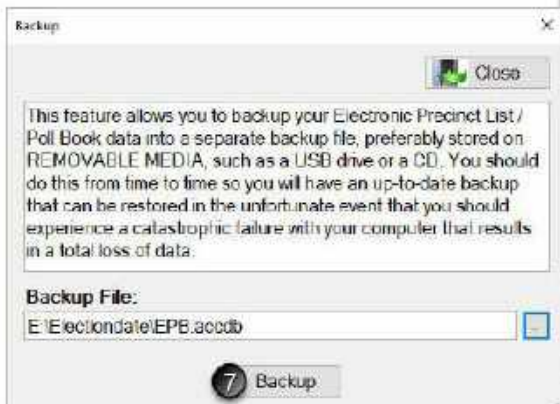 Backup
Close
This feature allows you to backup your Electronic Precinct List /
Poll Book data into a separate backup file, preferably stored on
REMOVABLE MEDIA, such as a USB drive or a CD. You should
do this from time to time so you will have an up-to-date backup
that can be restored in the unfortunate event that you should
experience a catastrophic failure with your computer that results
in a total loss of data.
Backup File:
E:\Electiondate\EPB.accdb
...
7 Backup